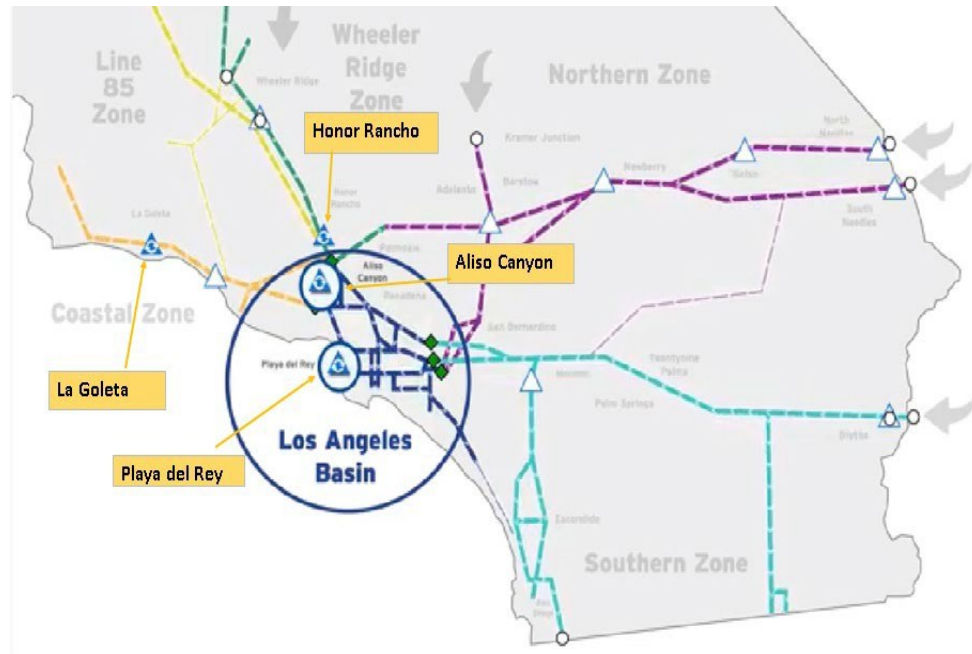 Line
85
Zone
Wheeler
Ridge
Zone
Northern Zone
Wheeler Ridge
Honor Rancho
Kramer Junction
North
Needles
Adelanto
Barstow
Newberry
Honor
Rancho
South
Needles
La Goleta
Aliso
Canyon
Aliso Canyon
Coastal Zone
Pasadena
San Bernardino
Playa del Rey
Moreno
Twentynine
Palms
La Goleta
Palm Springs
Blythe
Los Angeles
Basin
Playa del Rey
Escondido
Southern Zone
San
Diego